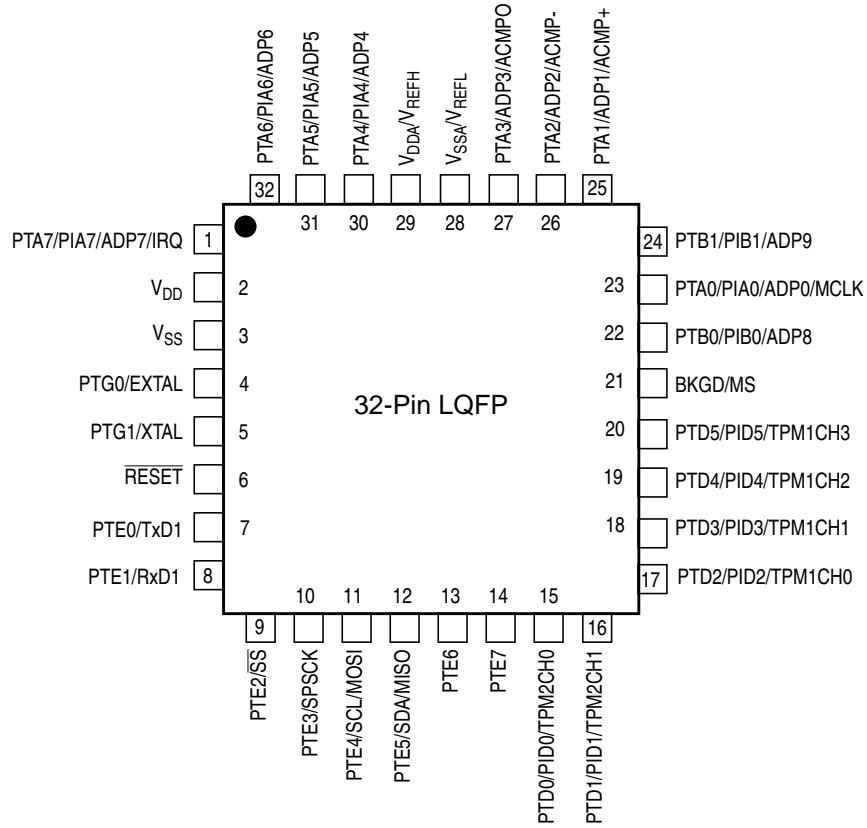 PTA6/PIA6/ADP6
PTA5/PIA5/ADP5
PTA4/PIA4/ADP4
VDDA/VREFH
VSSA/VREFL
PTA3/ADP3/ACMPO
PTA2/ADP2/ACMP-
PTA1/ADP1/ACMP+
32
31
30
29
28
27
26
25
PTA7/PIA7/ADP7/IRQ 1
VDD 2
VSS 3
PTG0/EXTAL 4
PTG1/XTAL 5
RESET 6
PTE0/TxD1 7
PTE1/RxD1 8
32-Pin LQFP
24 PTB1/PIB1/ADP9
23 PTA0/PIA0/ADP0/MCLK
22 PTB0/PIB0/ADP8
21 BKGD/MS
20 PTD5/PID5/TPM1CH3
19 PTD4/PID4/TPM1CH2
18 PTD3/PID3/TPM1CH1
17 PTD2/PID2/TPM1CH0
9
10
11
12
13
14
15
16
PTE2/SS
PTE3/SPSCK
PTE4/SCL/MOSI
PTE5/SDA/MISO
PTE6
PTE7
PTD0/PID0/TPM2CH0
PTD1/PID1/TPM2CH1